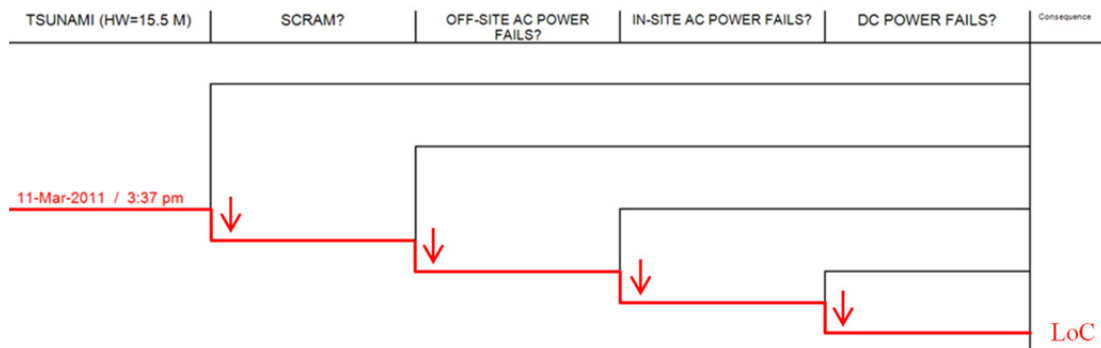 TSUNAMI (HW=15.5 M)
SCRAM?
OFF-SITE AC POWER
FAILS?
IN-SITE AC POWER FAILS?
DC POWER FAILS?
Consequence
11-Mar-2011 / 3:37 pm
LoC